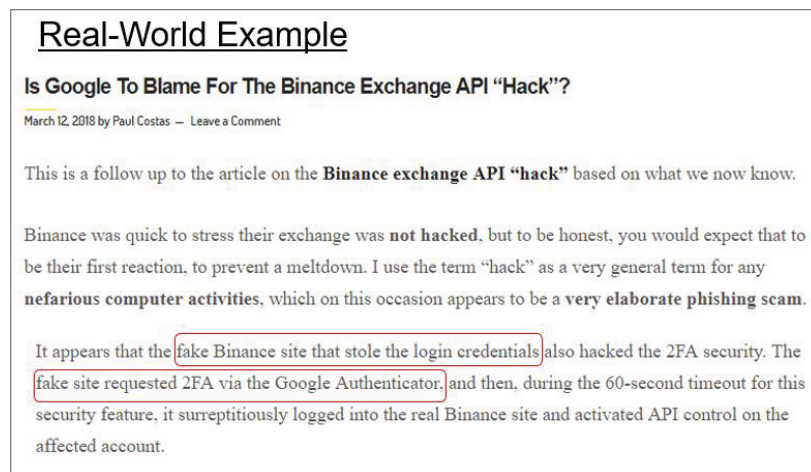 Real-World Example
Is Google To Blame For The Binance Exchange API “Hack”?
March 12, 2018 by Paul Costas — Leave a Comment
This is a follow up to the article on the Binance exchange API “hack” based on what we now know.
Binance was quick to stress their exchange was not hacked, but to be honest, you would expect that to
be their first reaction, to prevent a meltdown. I use the term “hack” as a very general term for any
nefarious computer activities, which on this occasion appears to be a very elaborate phishing scam.
It appears that the fake Binance site that stole the login credentials also hacked the 2FA security. The
fake site requested 2FA via the Google Authenticator, and then, during the 60-second timeout for this
security feature, it surreptitiously logged into the real Binance site and activated API control on the
affected account.